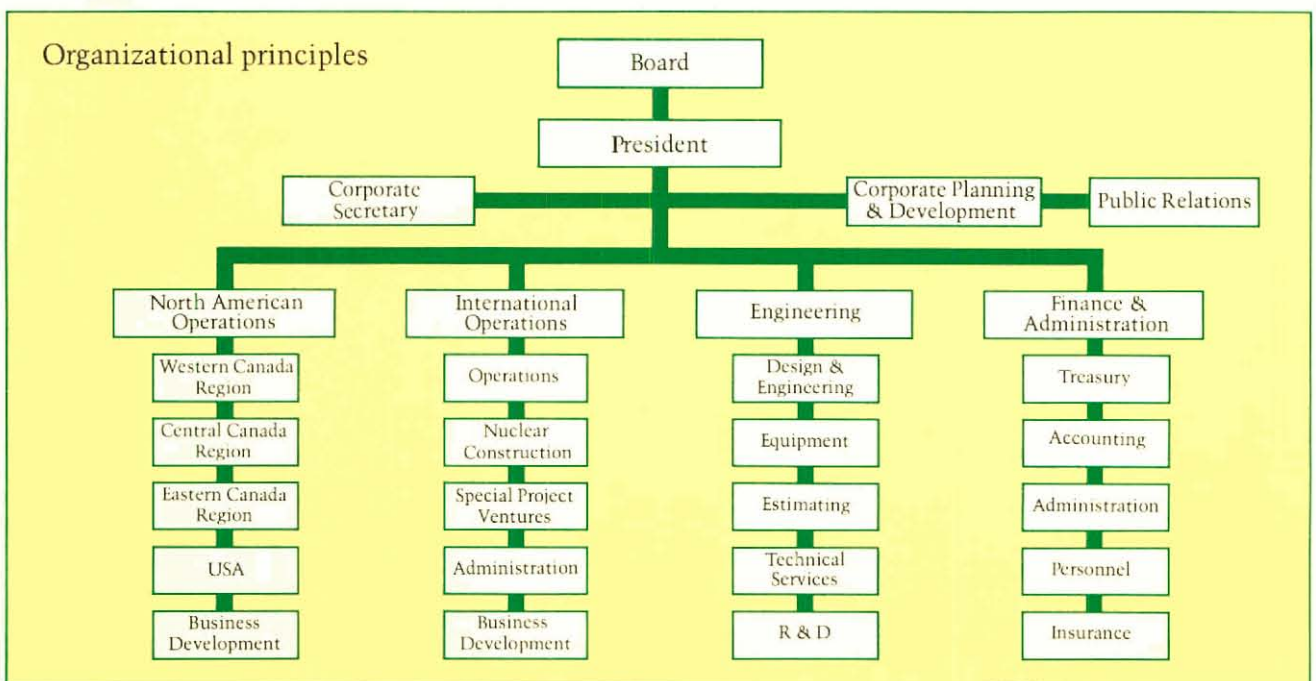 Organizational principles
Board
President
Corporate
Secretary
Corporate Planning
& Development
Public Relations
North American
Operations
Western Canada
Region
Central Canada
Region
Eastern Canada
Region
USA
Business
Development
International
Operations
Operations
Nuclear
Construction
Special Project
Ventures
Administration
Business
Development
Engineering
Design &
Engineering
Equipment
Estimating
Technical
Services
R & D
Finance &
Administration
Treasury
Accounting
Administration
Personnel
Insurance